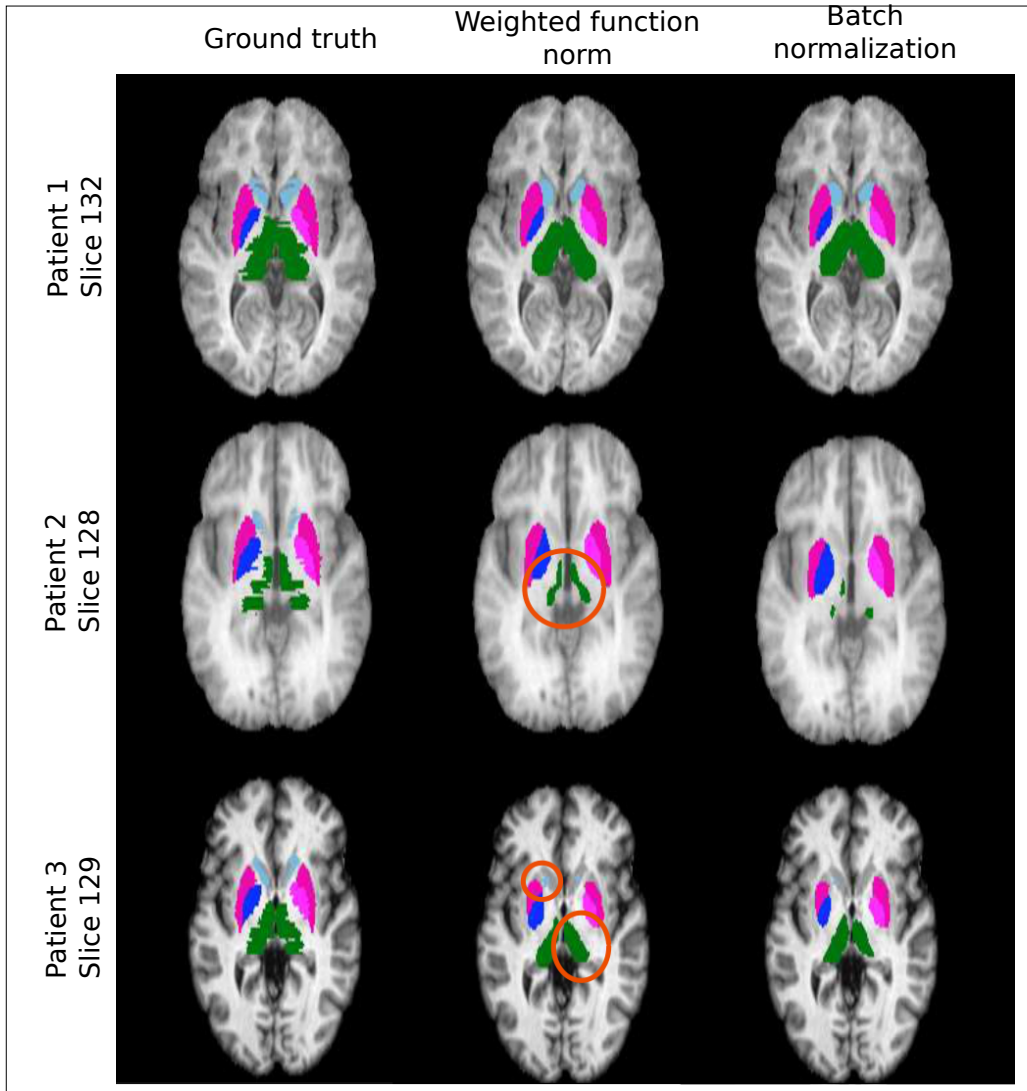 Ground truth
Weighted function
norm
Batch
normalization
Patient 1
Slice 132
Patient 2
Slice 128
Patient 3
Slice 129